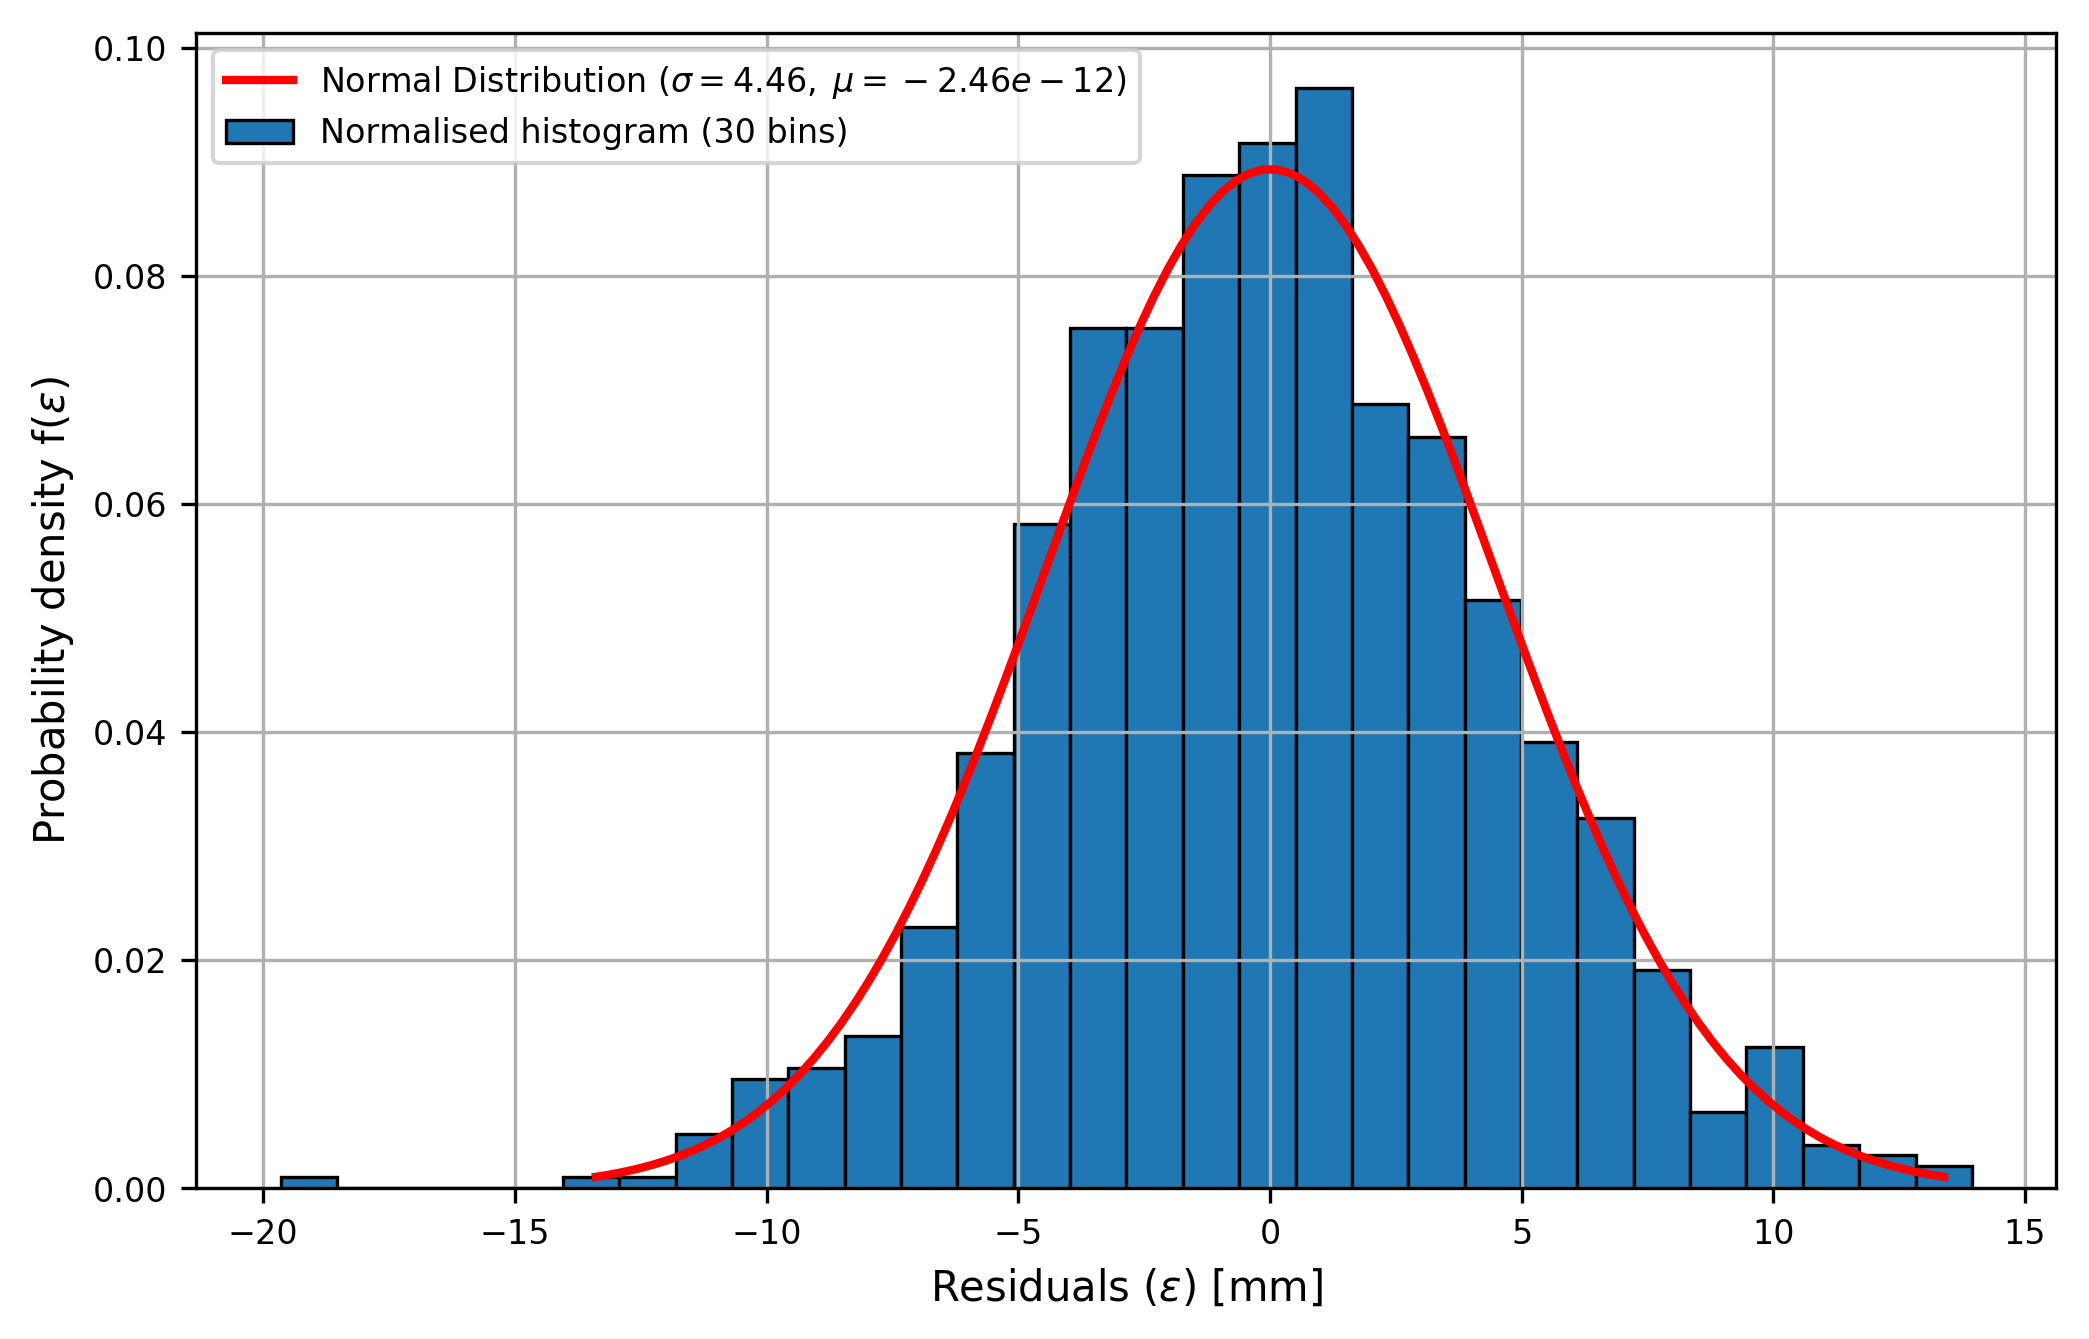 Normal Distribution (σ = 4.46, μ = −2.46e − 12)
Normalised histogram (30 bins)
0.10
0.08
0.06
0.04
0.02
0.00
Probability density f(ε)
−20 −15 −10 −5 0 5 10 15
Residuals (ε) [mm]